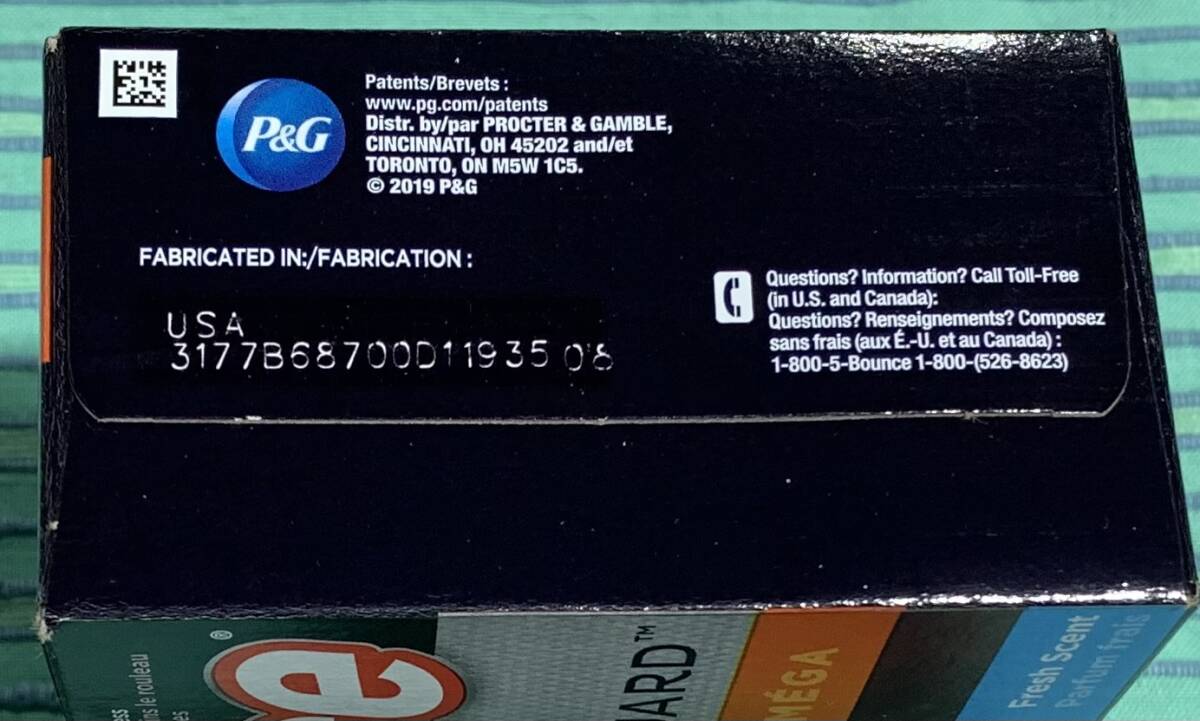 P&G
Patents/Brevets :
www.pg.com/patents
Distr. by/par PROCTER & GAMBLE,
CINCINNATI, OH 45202 and/et
TORONTO, ON M5W 1C5.
© 2019 P&G
FABRICATED IN:/FABRICATION :
USA
3177B68700D11935 08
Questions? Information? Call Toll-Free
(in U.S. and Canada):
Questions? Renseignements? Composez
sans frais (aux É.-U. et au Canada) :
1-800-5-Bounce 1-800-(526-8623)
le rouleau
®
e
ARD™
MÉGA
Fresh Scent
Parfum frais